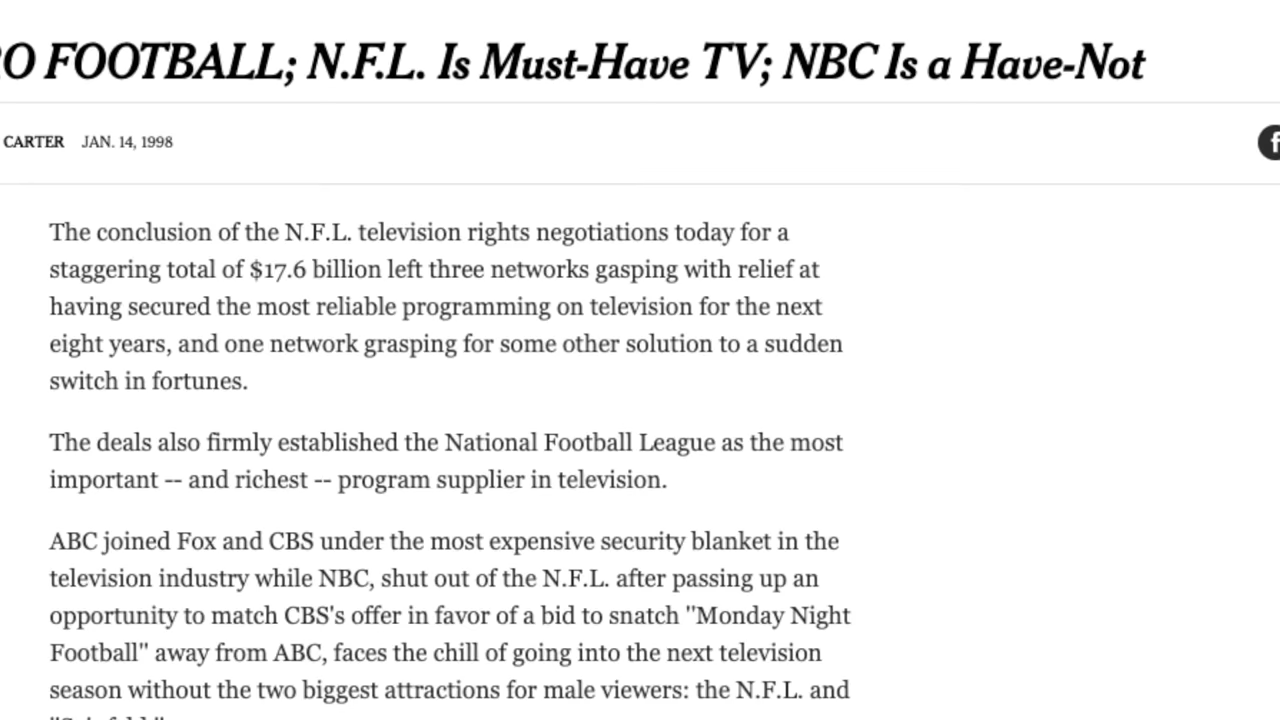 O FOOTBALL; N.F.L. Is Must-Have TV; NBC Is a Have-Not
CARTER JAN. 14, 1998
f
The conclusion of the N.F.L. television rights negotiations today for a
staggering total of $17.6 billion left three networks gasping with relief at
having secured the most reliable programming on television for the next
eight years, and one network grasping for some other solution to a sudden
switch in fortunes.
The deals also firmly established the National Football League as the most
important -- and richest -- program supplier in television.
ABC joined Fox and CBS under the most expensive security blanket in the
television industry while NBC, shut out of the N.F.L. after passing up an
opportunity to match CBS's offer in favor of a bid to snatch "Monday Night
Football" away from ABC, faces the chill of going into the next television
season without the two biggest attractions for male viewers: the N.F.L. and